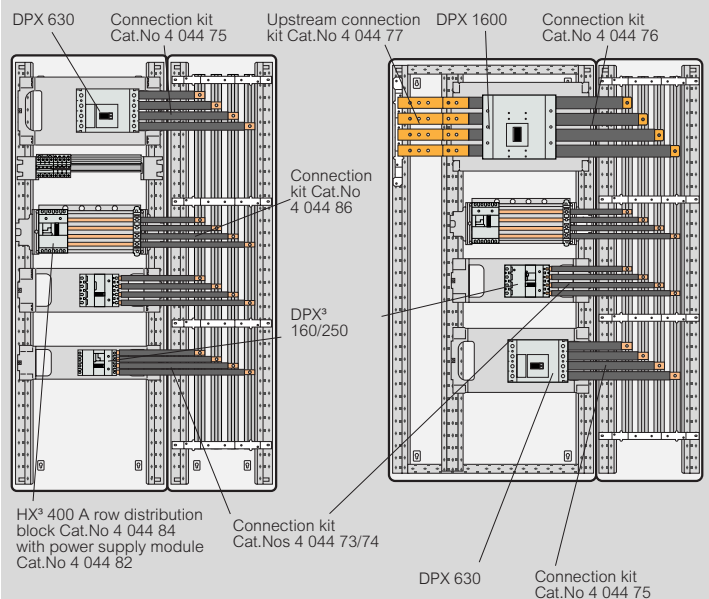 DPX 630
Connection kit
Cat.No 4 044 75
Upstream connection
kit Cat.No 4 044 77
DPX 1600
Connection kit
Cat.No 4 044 76
Connection
kit Cat.No
4 044 86
DPX³
160/250
HX³ 400 A row distribution
block Cat.No 4 044 84
with power supply module
Cat.No 4 044 82
Connection kit
Cat.Nos 4 044 73/74
DPX 630
Connection kit
Cat.No 4 044 75